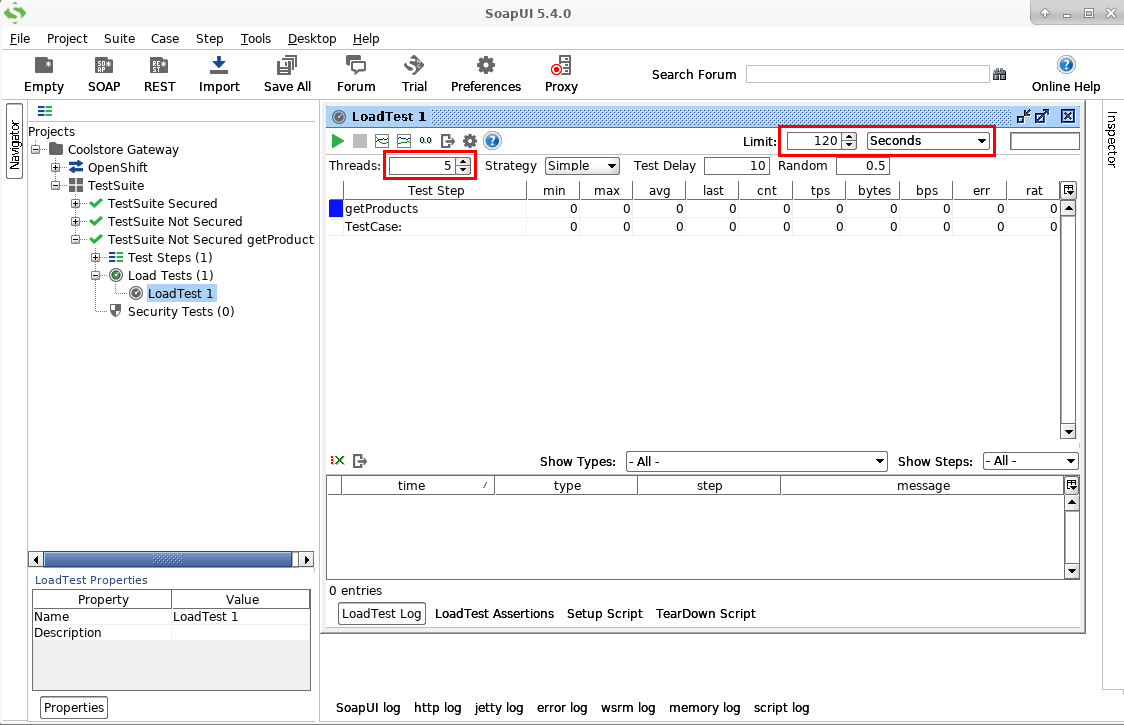 SoapUI 5.4.0
File Project Suite Case Step Tools Desktop Help
Empty SOAP REST Import Save All Forum Trial Preferences Proxy Search Forum Online Help
Navigator
Projects
Coolstore Gateway
OpenShift
TestSuite
TestSuite Secured
TestSuite Not Secured
TestSuite Not Secured getProduct
Test Steps (1)
Load Tests (1)
LoadTest 1
Security Tests (0)
LoadTest Properties
Property Value
Name LoadTest 1
Description
Properties
LoadTest 1
0.0 ? Limit: 120 Seconds
Threads: 5 Strategy Simple Test Delay 10 Random 0.5
Test Step min max avg last cnt tps bytes bps err rat
getProducts 0 0 0 0 0 0 0 0 0 0
TestCase: 0 0 0 0 0 0 0 0 0 0
Show Types: - All - Show Steps: - All -
time type step message
0 entries
LoadTest Log LoadTest Assertions Setup Script TearDown Script
SoapUI log http log jetty log error log wsrm log memory log script log
Inspector